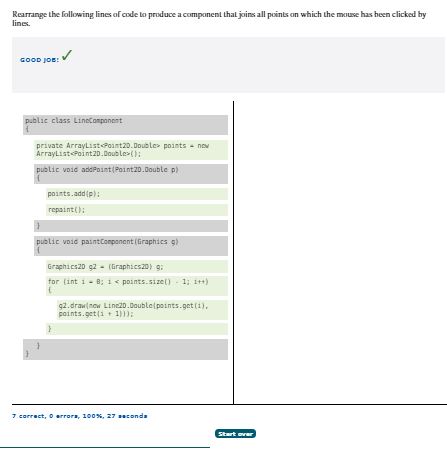 Rearrange the following lines of code to produce a component that joins all points on which the mouse has been clicked by
lines.
GOOD JOB!
public class LineComponent
{
private ArrayList<Point2D.Double> points = new
ArrayList<Point2D.Double>();
public void addPoint(Point2D.Double p)
{
points.add(p);
repaint();
}
public void paintComponent(Graphics g)
{
Graphics2D g2 = (Graphics2D) g;
for (int i = 0; i < points.size() - 1; i++)
{
g2.draw(new Line2D.Double(points.get(i),
points.get(i + 1)));
}
}
}
7 correct, 0 errors, 100%, 27 seconds
Start over